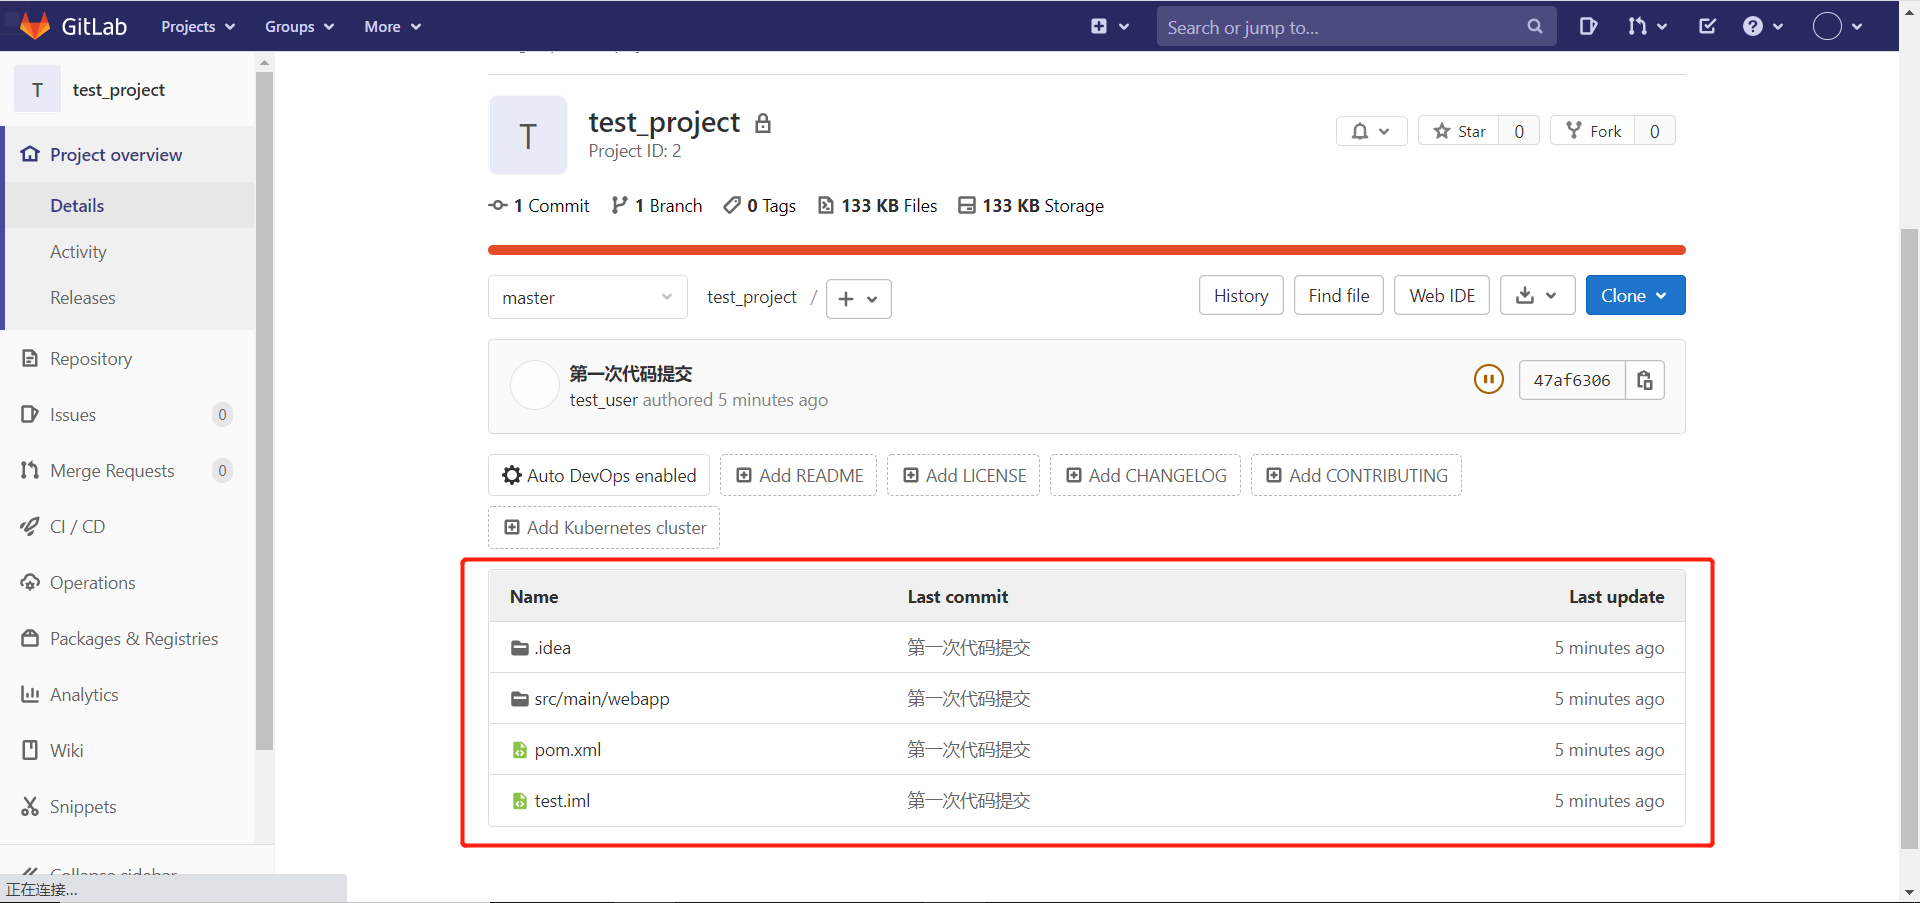 GitLab Projects Groups More Search or jump to...
T test_project
Project overview
Details
Activity
Releases
Repository
Issues 0
Merge Requests 0
CI / CD
Operations
Packages & Registries
Analytics
Wiki
Snippets
Collapse sidebar
正在连接...
T
test_project
Project ID: 2
Star 0 Fork 0
1 Commit 1 Branch 0 Tags 133 KB Files 133 KB Storage
master test_project / History Find file Web IDE Clone
第一次代码提交
test_user authored 5 minutes ago
47af6306
Auto DevOps enabled Add README Add LICENSE Add CHANGELOG Add CONTRIBUTING
Add Kubernetes cluster
Name Last commit Last update
.idea 第一次代码提交 5 minutes ago
src/main/webapp 第一次代码提交 5 minutes ago
pom.xml 第一次代码提交 5 minutes ago
test.iml 第一次代码提交 5 minutes ago